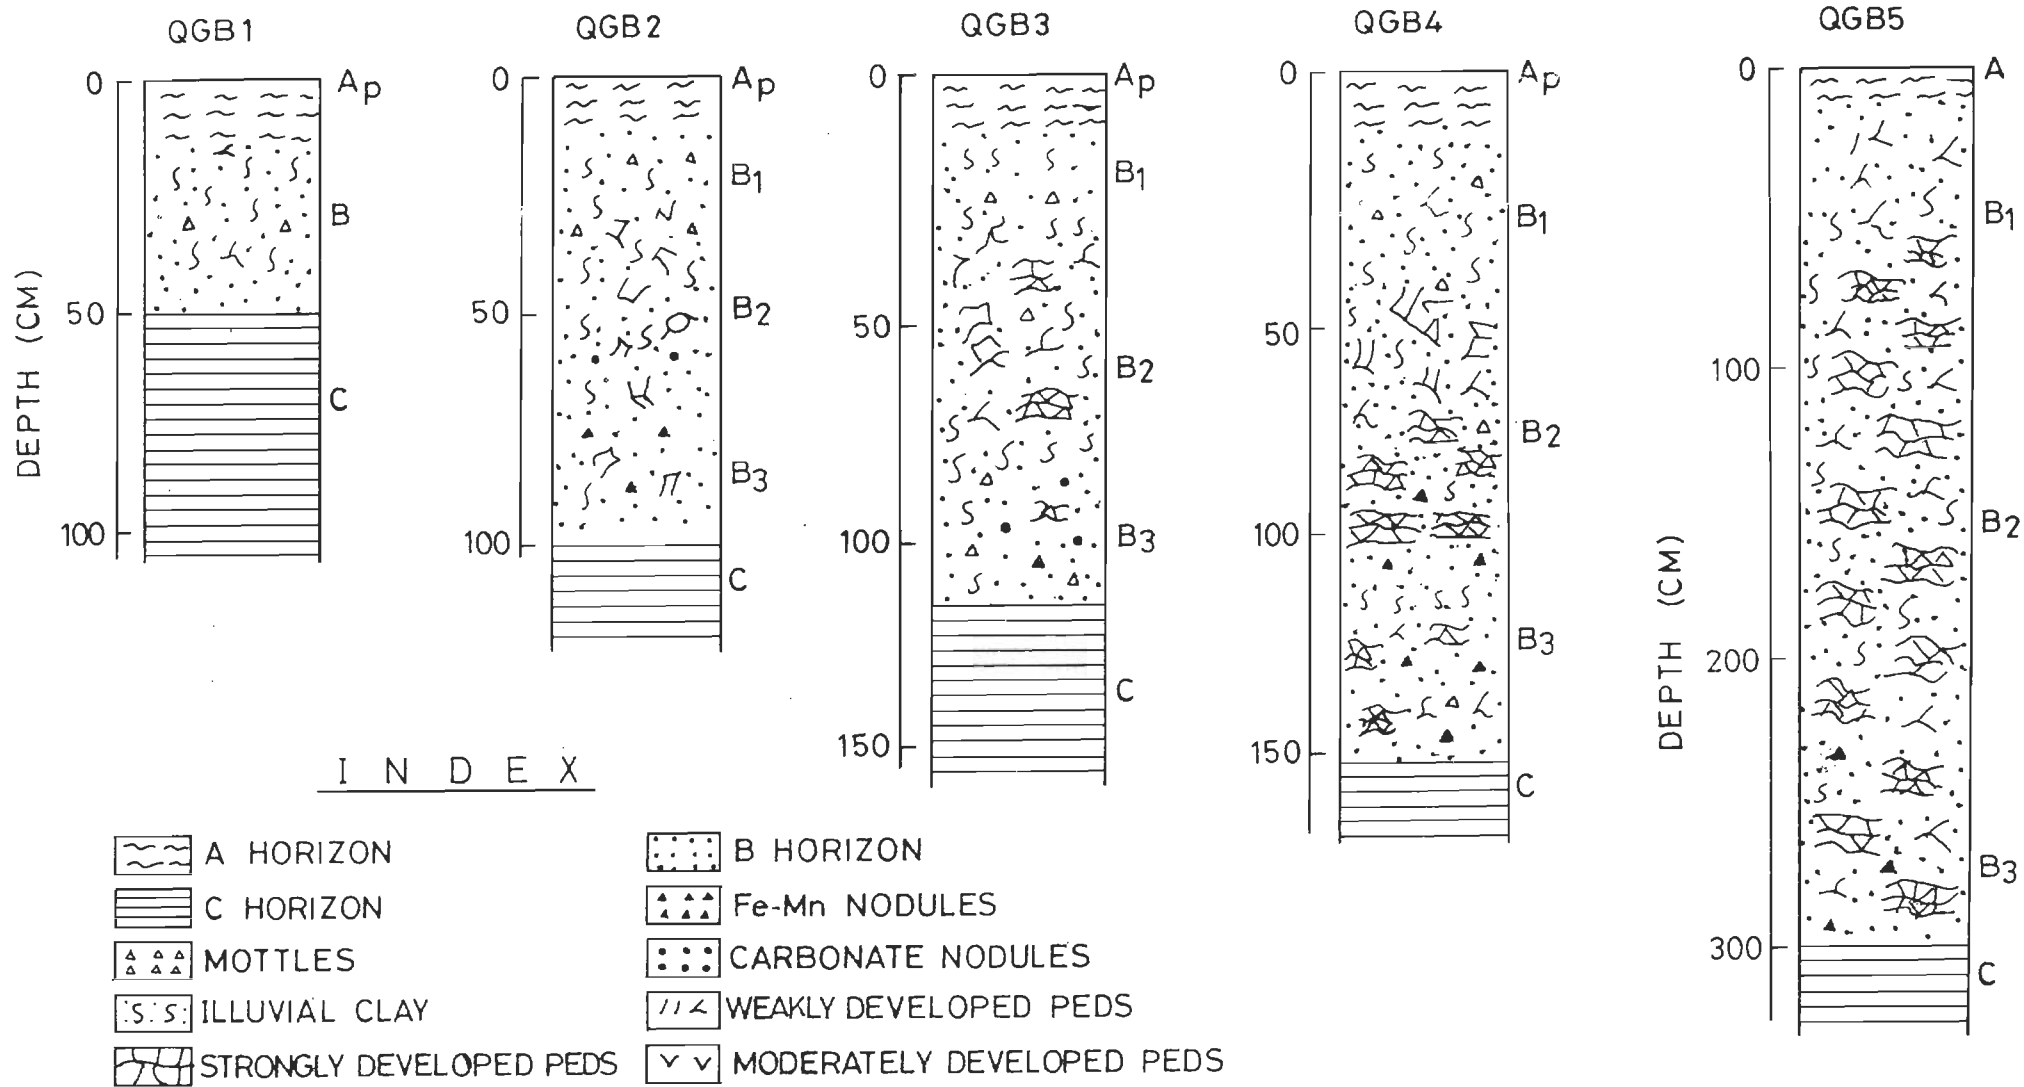 QGB1 QGB2 QGB3 QGB4 QGB5
DEPTH (CM)
0
50
100
Ap
B
C
0
50
100
Ap
B1
B2
B3
C
0
50
100
150
Ap
B1
B2
B3
C
0
50
100
150
Ap
B1
B2
B3
C
DEPTH (CM)
0
100
200
300
A
B1
B2
B3
C
INDEX
A HORIZON
C HORIZON
MOTTLES
ILLUVIAL CLAY
STRONGLY DEVELOPED PEDS
B HORIZON
Fe-Mn NODULES
CARBONATE NODULES
WEAKLY DEVELOPED PEDS
MODERATELY DEVELOPED PEDS